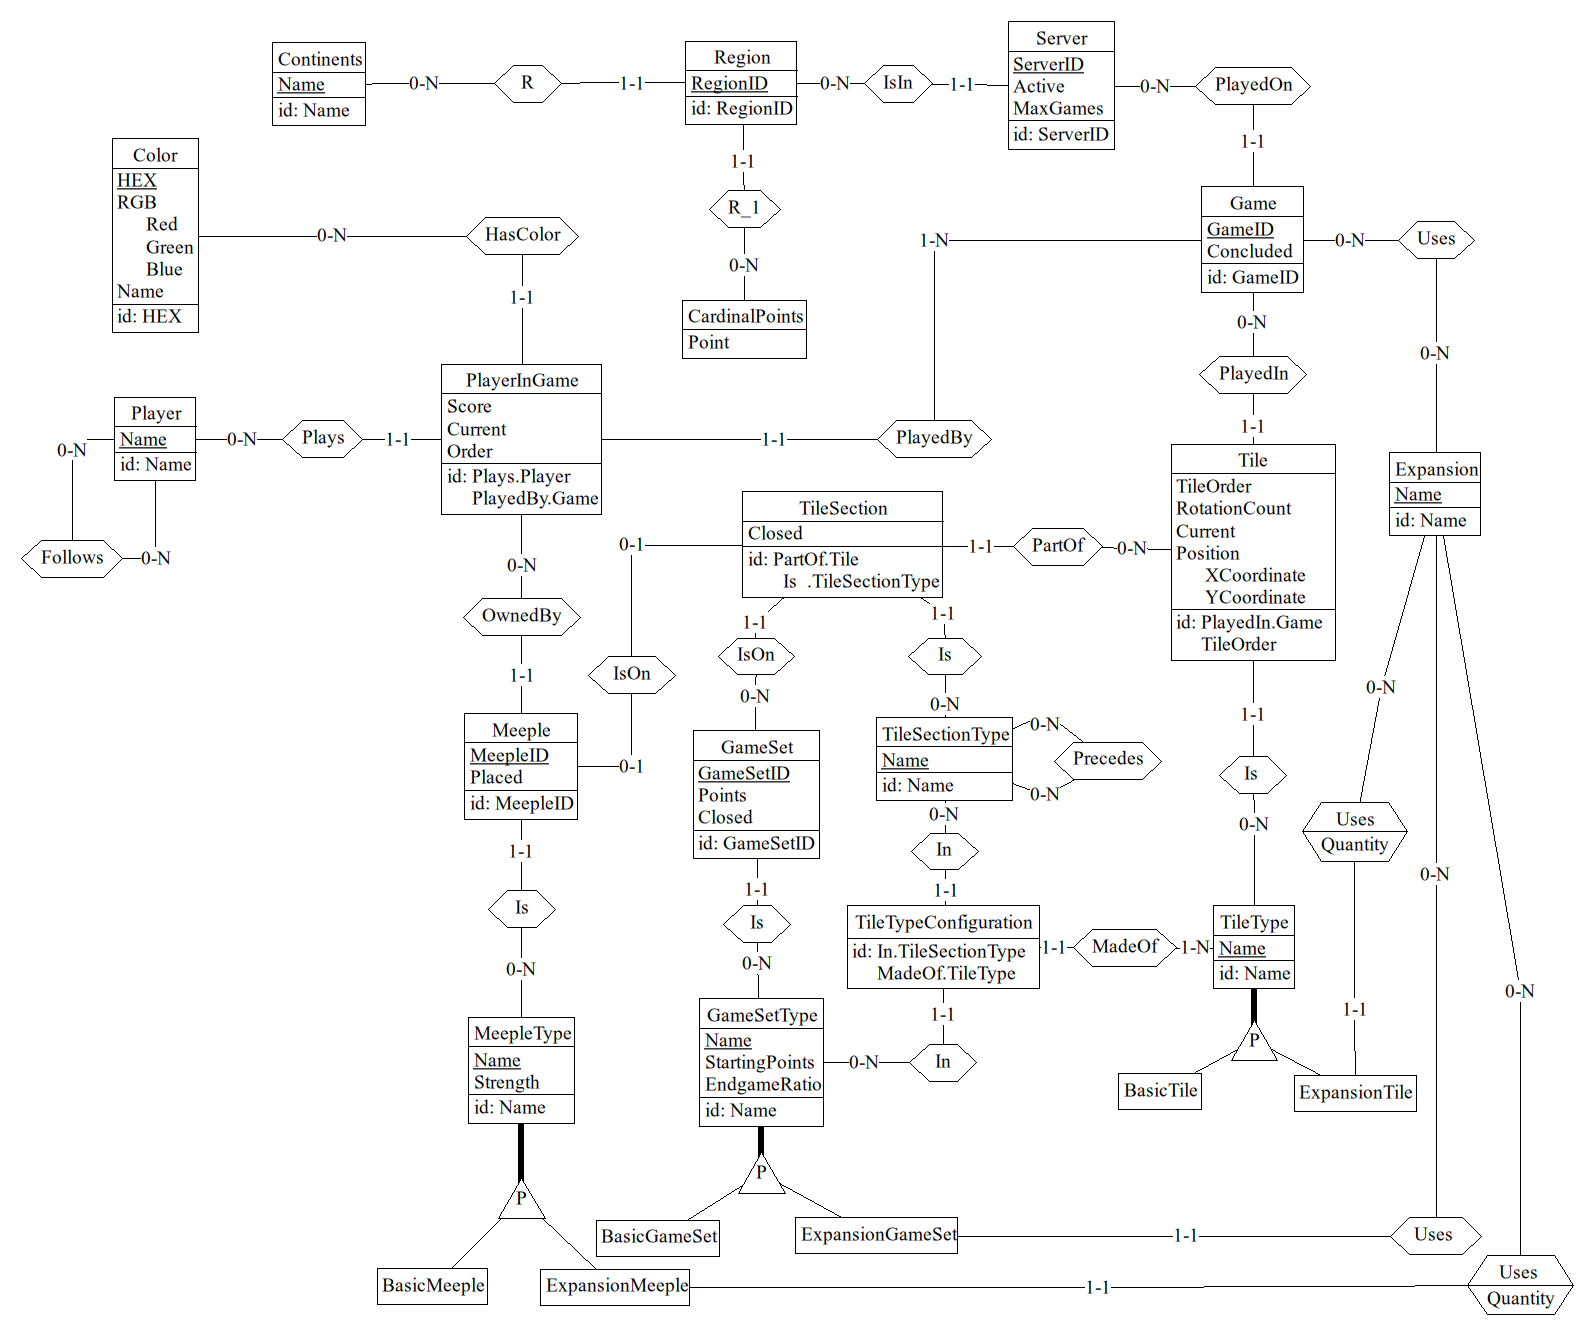 Continents
Name
id: Name
0-N
R
1-1
Region
RegionID
id: RegionID
0-N
IsIn
1-1
Server
ServerID
Active
MaxGames
id: ServerID
0-N
PlayedOn
1-1
Color
HEX
RGB
Red
Green
Blue
Name
id: HEX
0-N
HasColor
1-1
1-1
R_1
0-N
CardinalPoints
Point
1-N
Game
GameID
Concluded
id: GameID
0-N
Uses
0-N
0-N
PlayedIn
1-1
Player
Name
id: Name
0-N
Follows
0-N
0-N
Plays
1-1
PlayerInGame
Score
Current
Order
id: Plays.Player
PlayedBy.Game
1-1
PlayedBy
Tile
TileOrder
RotationCount
Current
Position
XCoordinate
YCoordinate
id: PlayedIn.Game
TileOrder
Expansion
Name
id: Name
TileSection
Closed
id: PartOf.Tile
Is .TileSectionType
1-1
PartOf
0-N
0-1
IsOn
0-1
0-N
OwnedBy
1-1
Meeple
MeepleID
Placed
id: MeepleID
1-1
IsOn
0-N
1-1
Is
0-N
GameSet
GameSetID
Points
Closed
id: GameSetID
TileSectionType
Name
id: Name
0-N
Precedes
0-N
1-1
Is
0-N
0-N
Uses
Quantity
1-1
0-N
0-N
0-N
In
1-1
1-1
Is
0-N
1-1
Is
0-N
TileTypeConfiguration
id: In.TileSectionType
MadeOf.TileType
1-1
MadeOf
1-N
TileType
Name
id: Name
P
BasicTile
ExpansionTile
1-1
In
0-N
MeepleType
Name
Strength
id: Name
GameSetType
Name
StartingPoints
EndgameRatio
id: Name
P
P
BasicGameSet
ExpansionGameSet
1-1
Uses
BasicMeeple
ExpansionMeeple
1-1
Uses
Quantity